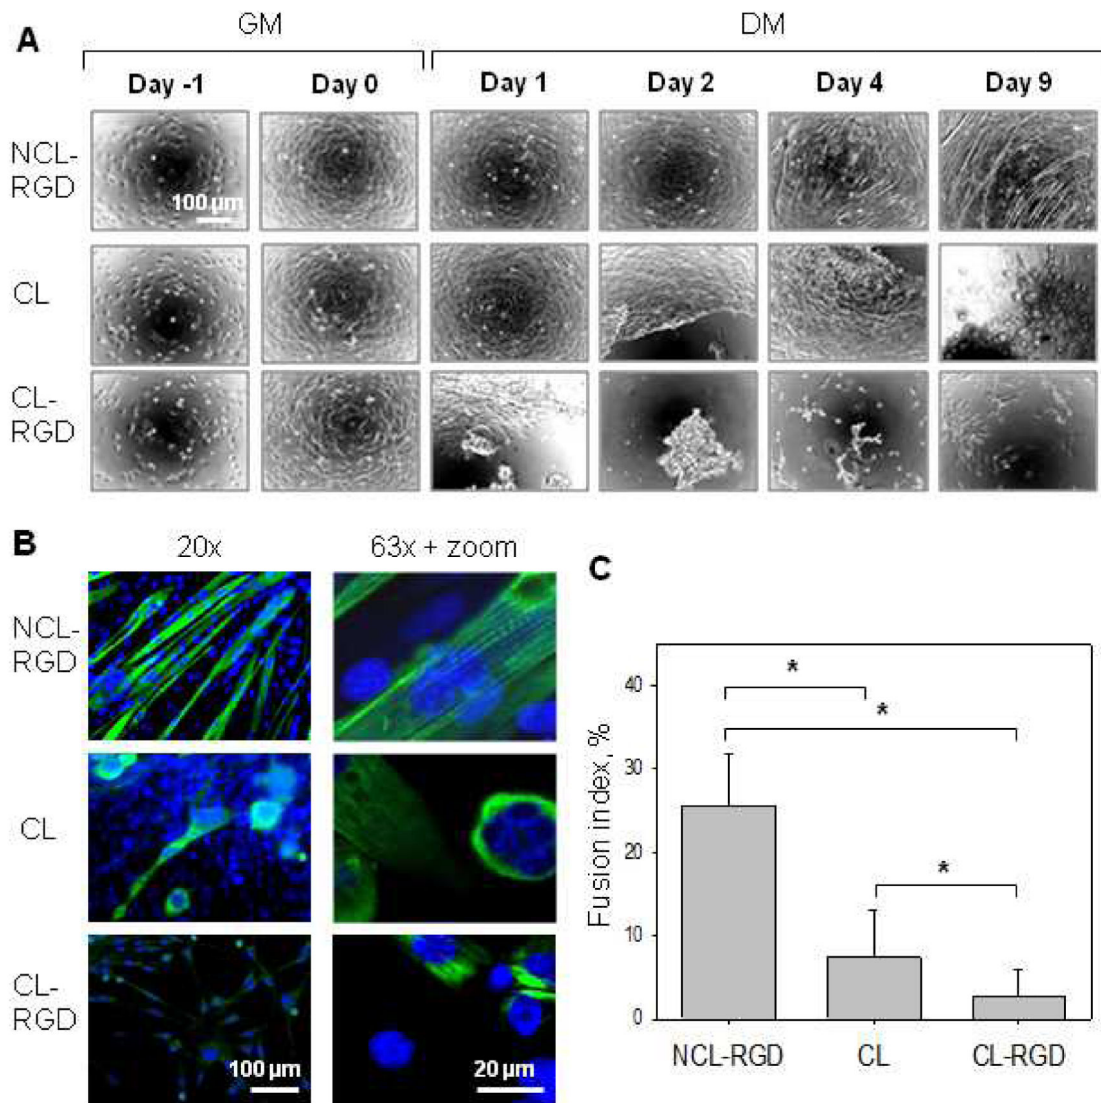 A
GM
DM
Day -1
Day 0
Day 1
Day 2
Day 4
Day 9
NCL-
RGD
100 µm
CL
CL-
RGD
B
20x
63x + zoom
NCL-
RGD
CL
CL-
RGD
100 µm
20 µm
C
Fusion index, %
40
30
20
10
0
*
*
*
NCL-RGD
CL
CL-RGD